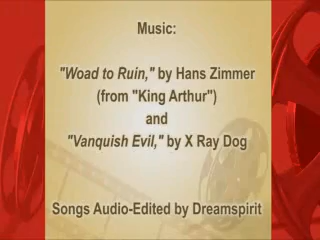 Music:
"Woad to Ruin," by Hans Zimmer
(from "King Arthur")
and
"Vanquish Evil," by X Ray Dog
Songs Audio-Edited by Dreamspirit